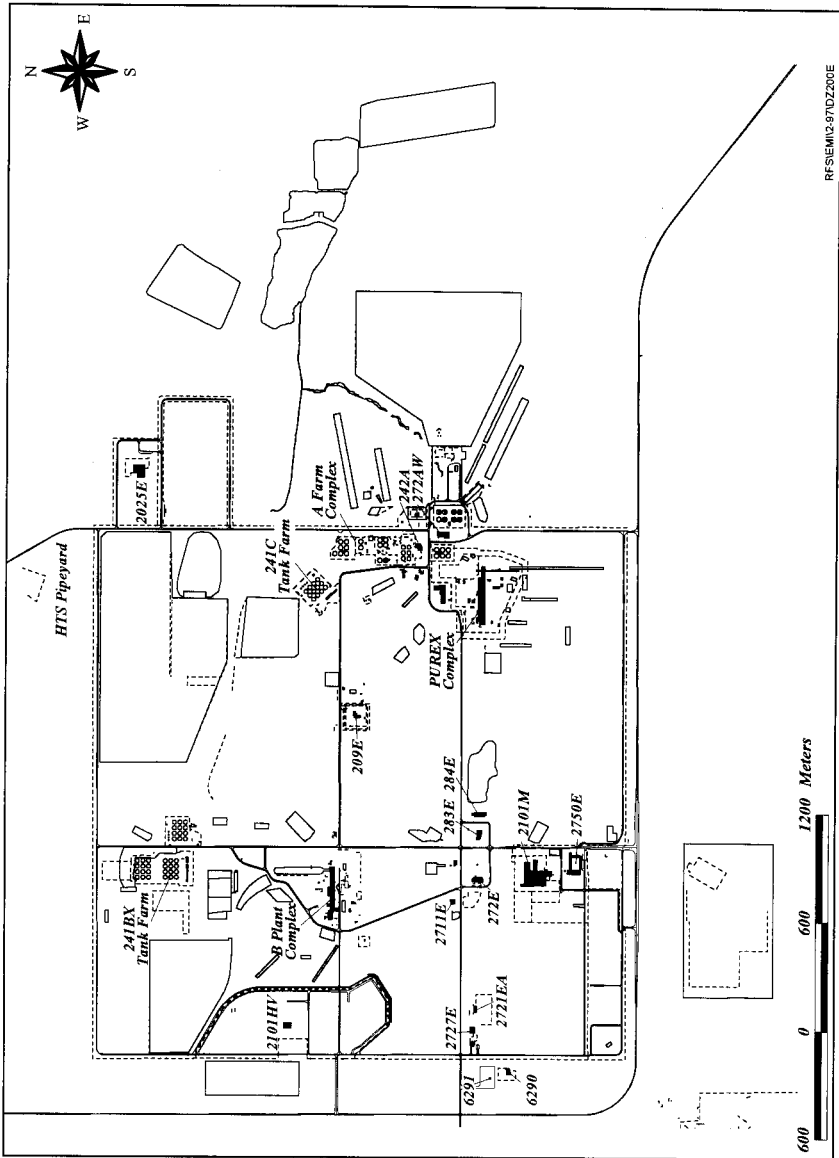 N
E
S
W
HTS Pipeyard
2025E
241C
Tank Farm
A Farm
Complex
242A
272AW
241BX
Tank Farm
B Plant
Complex
209E
PUREX
Complex
2101HV
2711E
283E
284E
272E
2101M
2750E
2727E
2721EA
6291
6290
600
0
600
1200 Meters
RFS\EMI\2-97\DZ200E